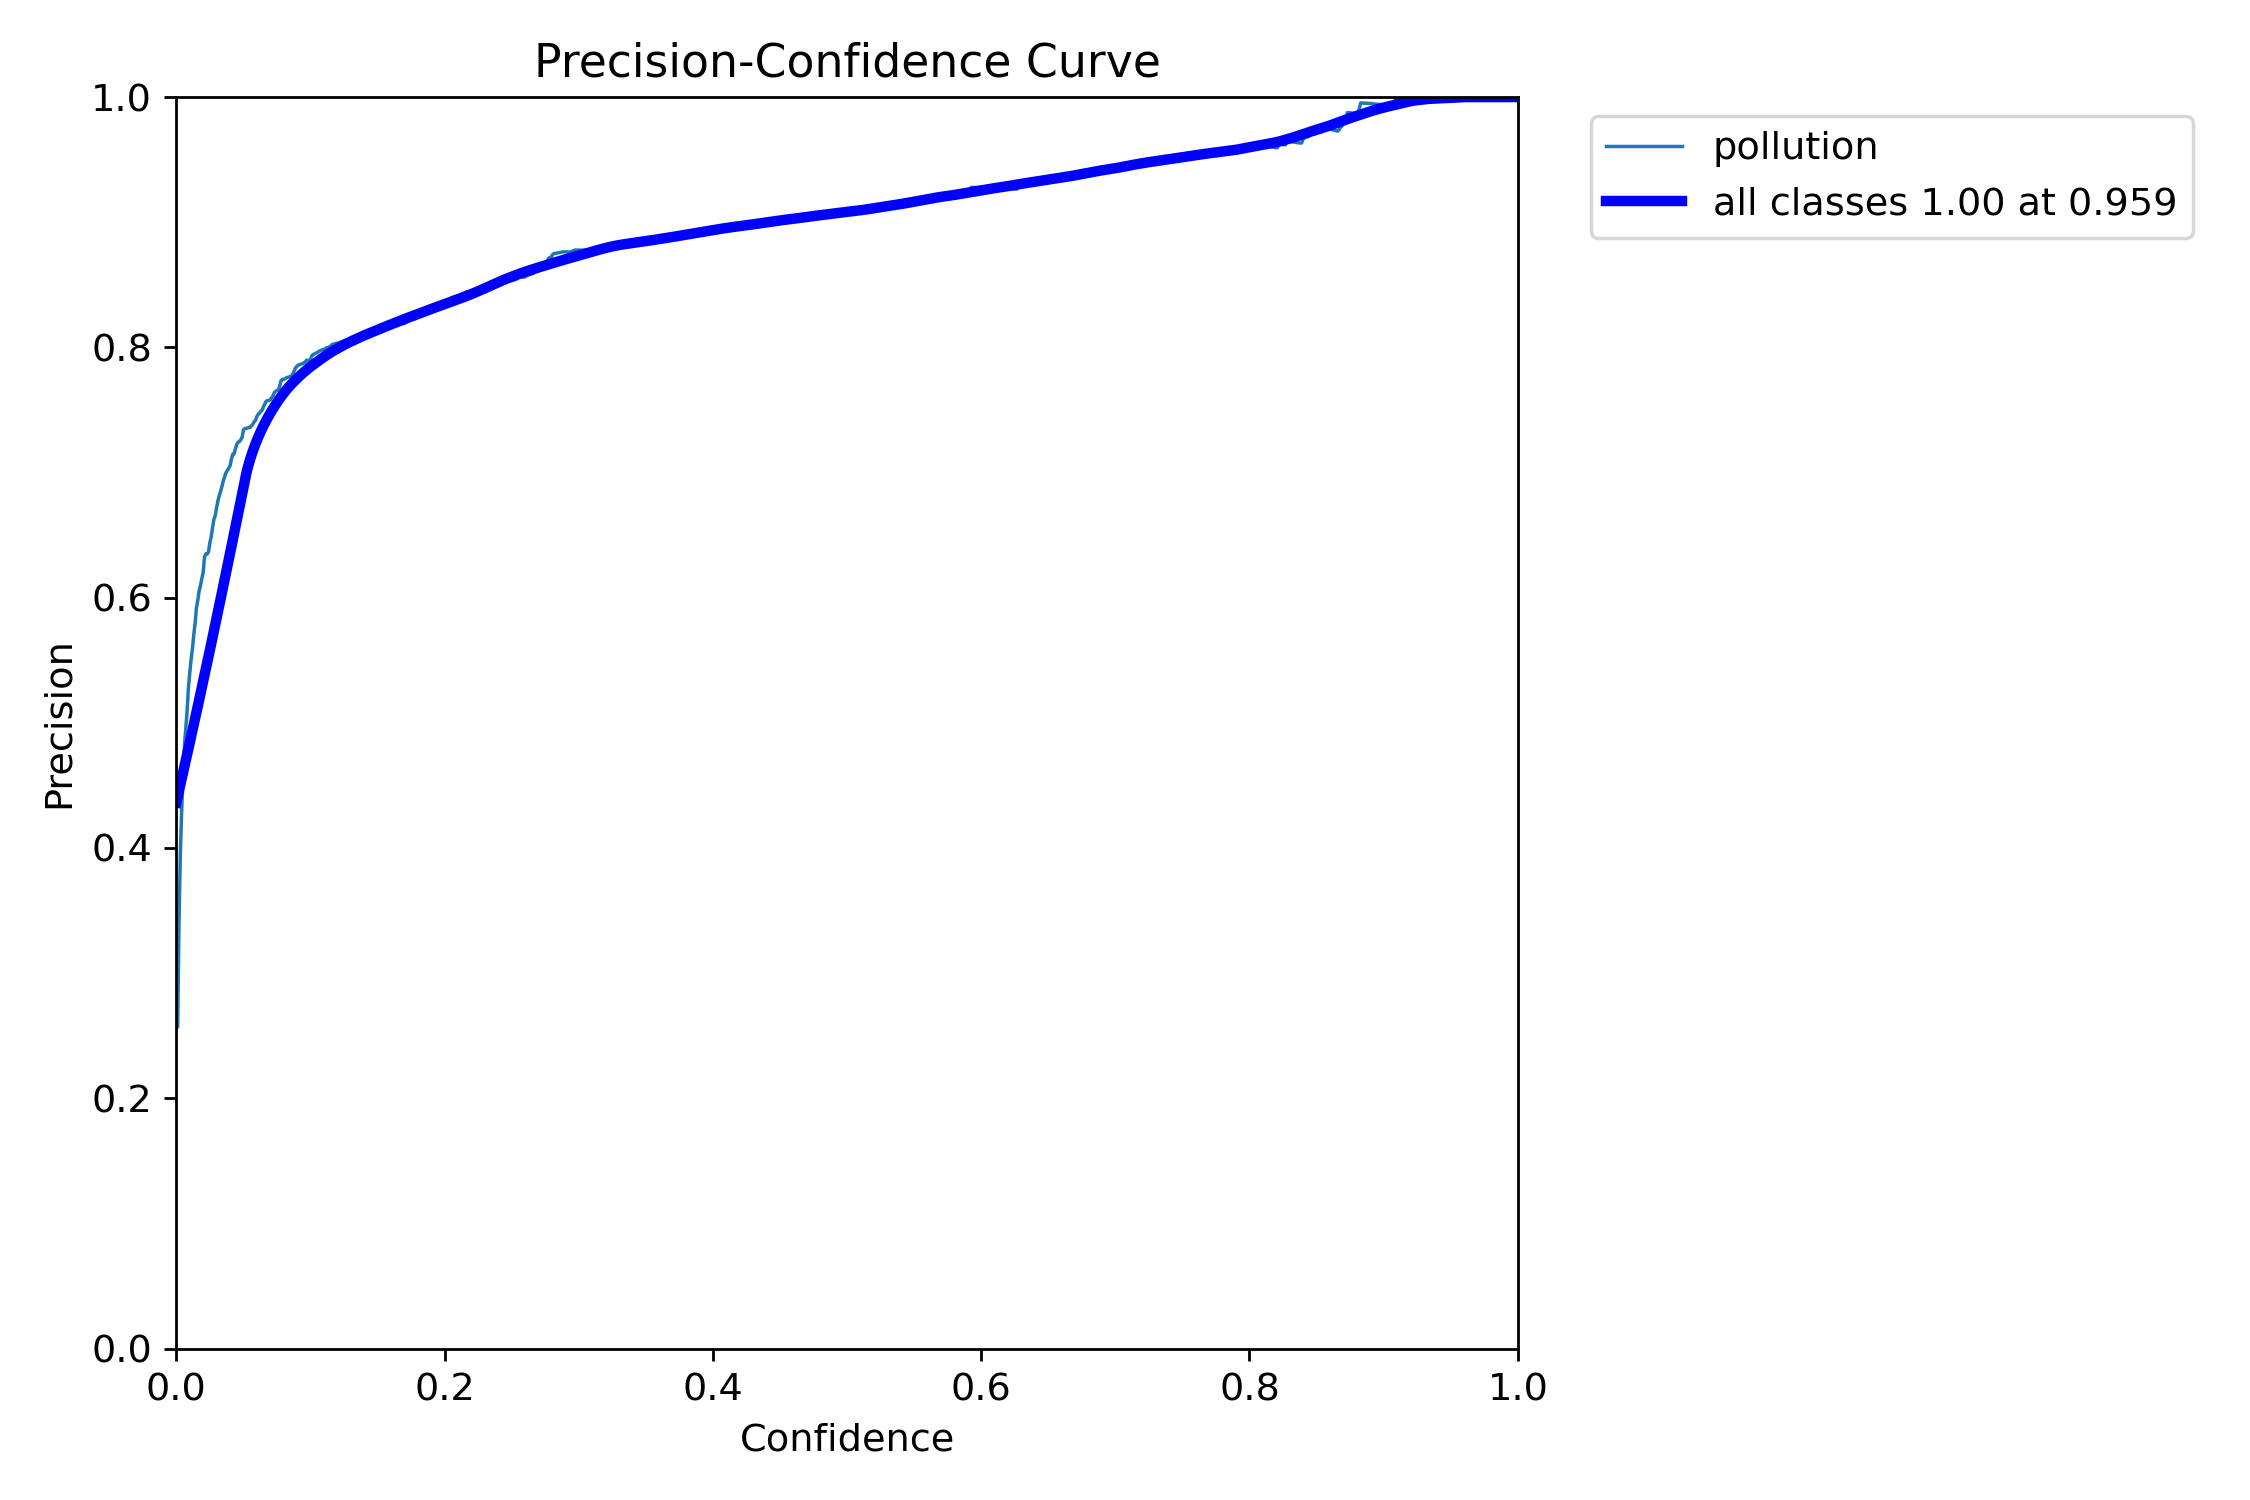 Precision-Confidence Curve
1.0
0.8
0.6
0.4
0.2
0.0
Precision
0.0 0.2 0.4 0.6 0.8 1.0
Confidence
pollution
all classes 1.00 at 0.959